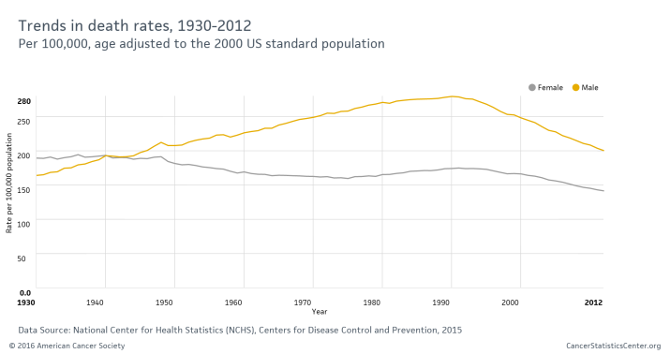 Trends in death rates, 1930-2012
Per 100,000, age adjusted to the 2000 US standard population
Female Male
280
250
200
150
100
50
0.0
Rate per 100,000 population
1930 1940 1950 1960 1970 1980 1990 2000 2012
Year
Data Source: National Center for Health Statistics (NCHS), Centers for Disease Control and Prevention, 2015
© 2016 American Cancer Society CancerStatisticsCenter.org